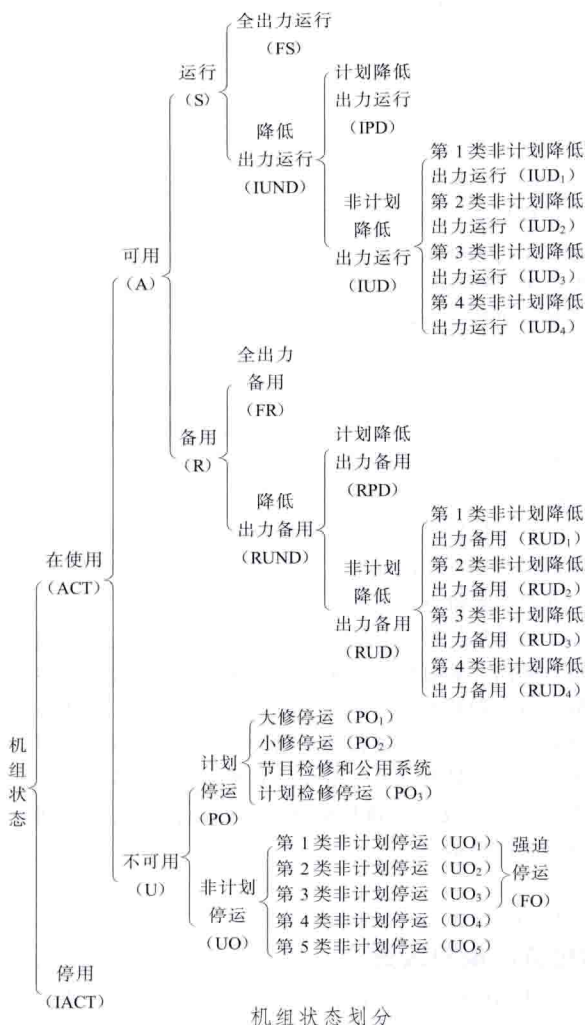 全出力运行
(FS)
运行
(S)
计划降低
出力运行
(IPD)
降低
出力运行
(IUND)
第 1 类非计划降低
出力运行（IUD₁）
第 2 类非计划降低
出力运行（IUD₂）
第 3 类非计划降低
出力运行（IUD₃）
第 4 类非计划降低
出力运行（IUD₄）
非计划
降低
出力运行
(IUD)
可用
(A)
全出力
备用
(FR)
备用
(R)
计划降低
出力备用
(RPD)
降低
出力备用
(RUND)
第 1 类非计划降低
出力备用（RUD₁）
第 2 类非计划降低
出力备用（RUD₂）
第 3 类非计划降低
出力备用（RUD₃）
第 4 类非计划降低
出力备用（RUD₄）
非计划
降低
出力备用
(RUD)
在使用
(ACT)
机
组
状
态
大修停运（PO₁）
小修停运（PO₂）
节目检修和公用系统
计划检修停运（PO₃）
计划
停运
(PO)
不可用
(U)
第 1 类非计划停运（UO₁）
第 2 类非计划停运（UO₂）
第 3 类非计划停运（UO₃）
第 4 类非计划停运（UO₄）
第 5 类非计划停运（UO₅）
强迫
停运
(FO)
非计划
停运
(UO)
停用
(IACT)
机组状态划分